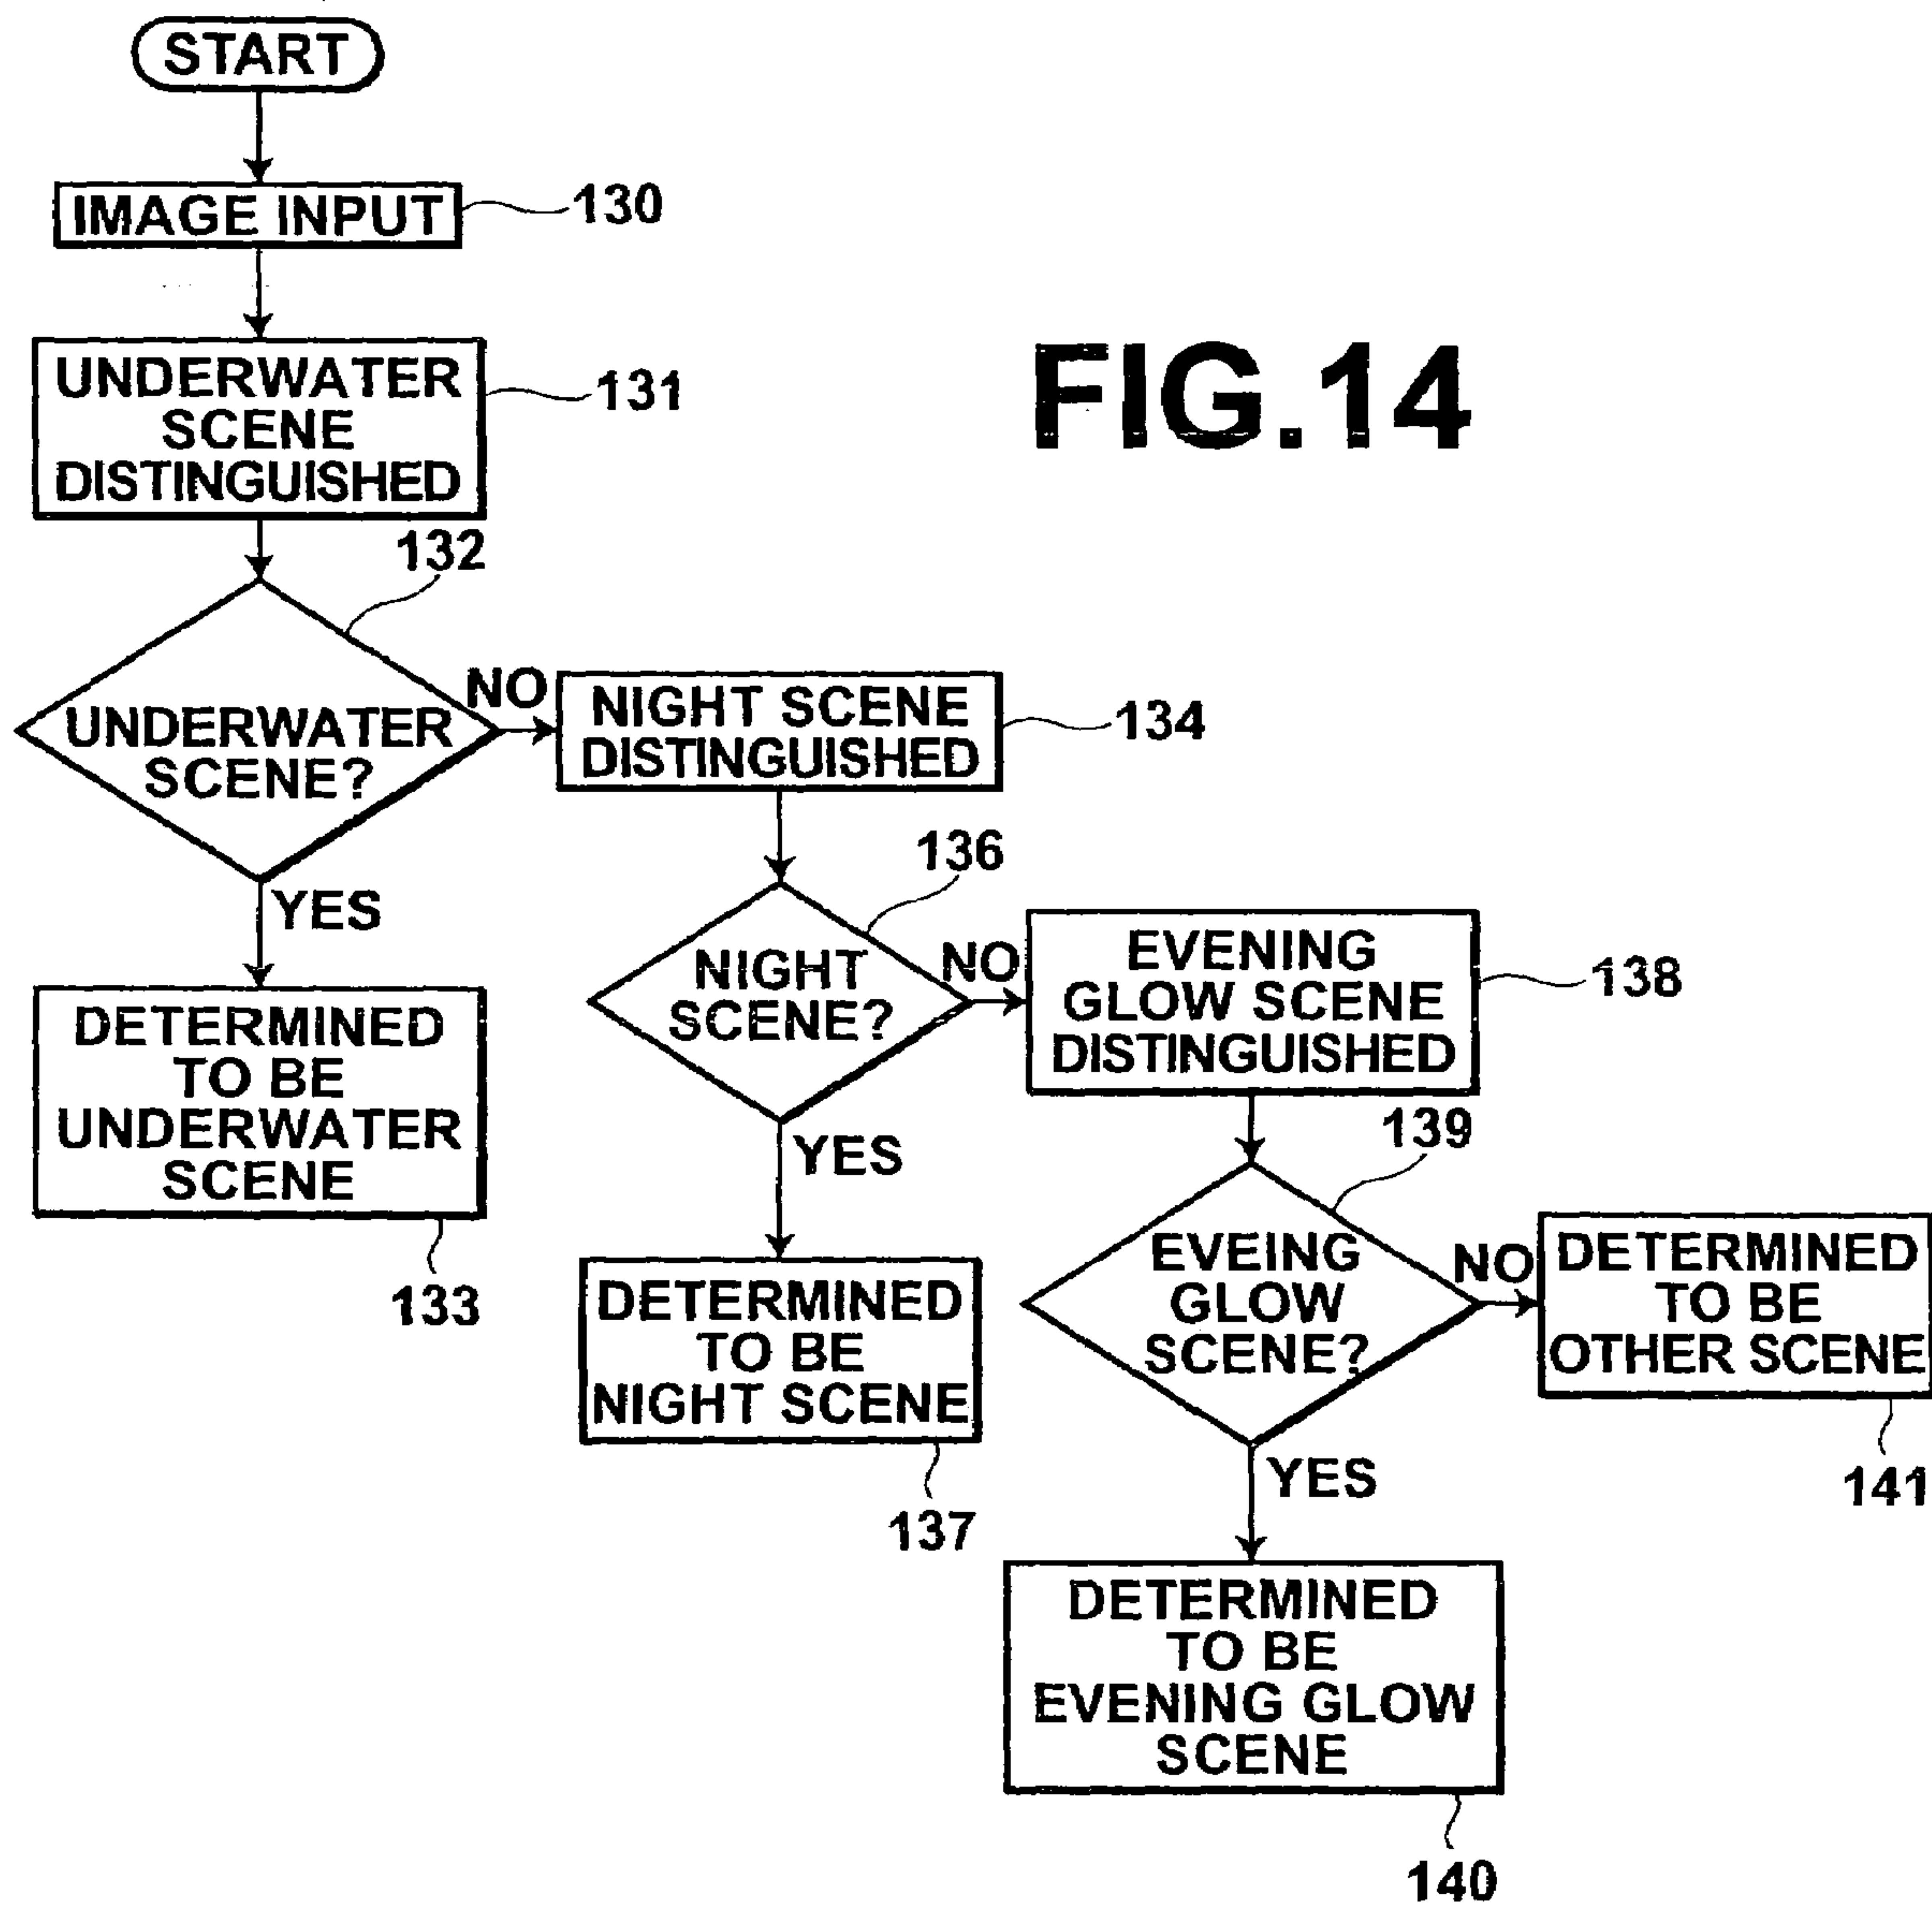 START
IMAGE INPUT
130
UNDERWATER
SCENE
DISTINGUISHED
131
FIG.14
132
UNDERWATER
SCENE?
NO
YES
DETERMINED
TO BE
UNDERWATER
SCENE
133
NIGHT SCENE
DISTINGUISHED
134
136
NIGHT
SCENE?
NO
YES
DETERMINED
TO BE
NIGHT SCENE
137
EVENING
GLOW SCENE
DISTINGUISHED
138
139
EVEING
GLOW
SCENE?
NO
YES
DETERMINED
TO BE
OTHER SCENE
141
DETERMINED
TO BE
EVENING GLOW
SCENE
140